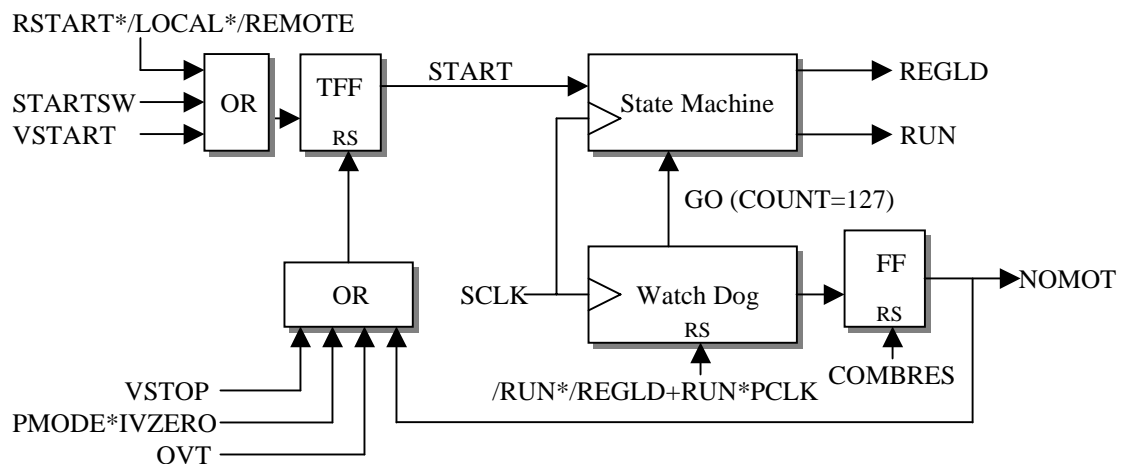 RSTART*/LOCAL*/REMOTE
STARTSW
VSTART
OR
TFF
RS
START
State Machine
REGLD
RUN
GO (COUNT=127)
OR
SCLK
Watch Dog
RS
FF
RS
NOMOT
/RUN*/REGLD+RUN*PCLK
COMBRES
VSTOP
PMODE*IVZERO
OVT